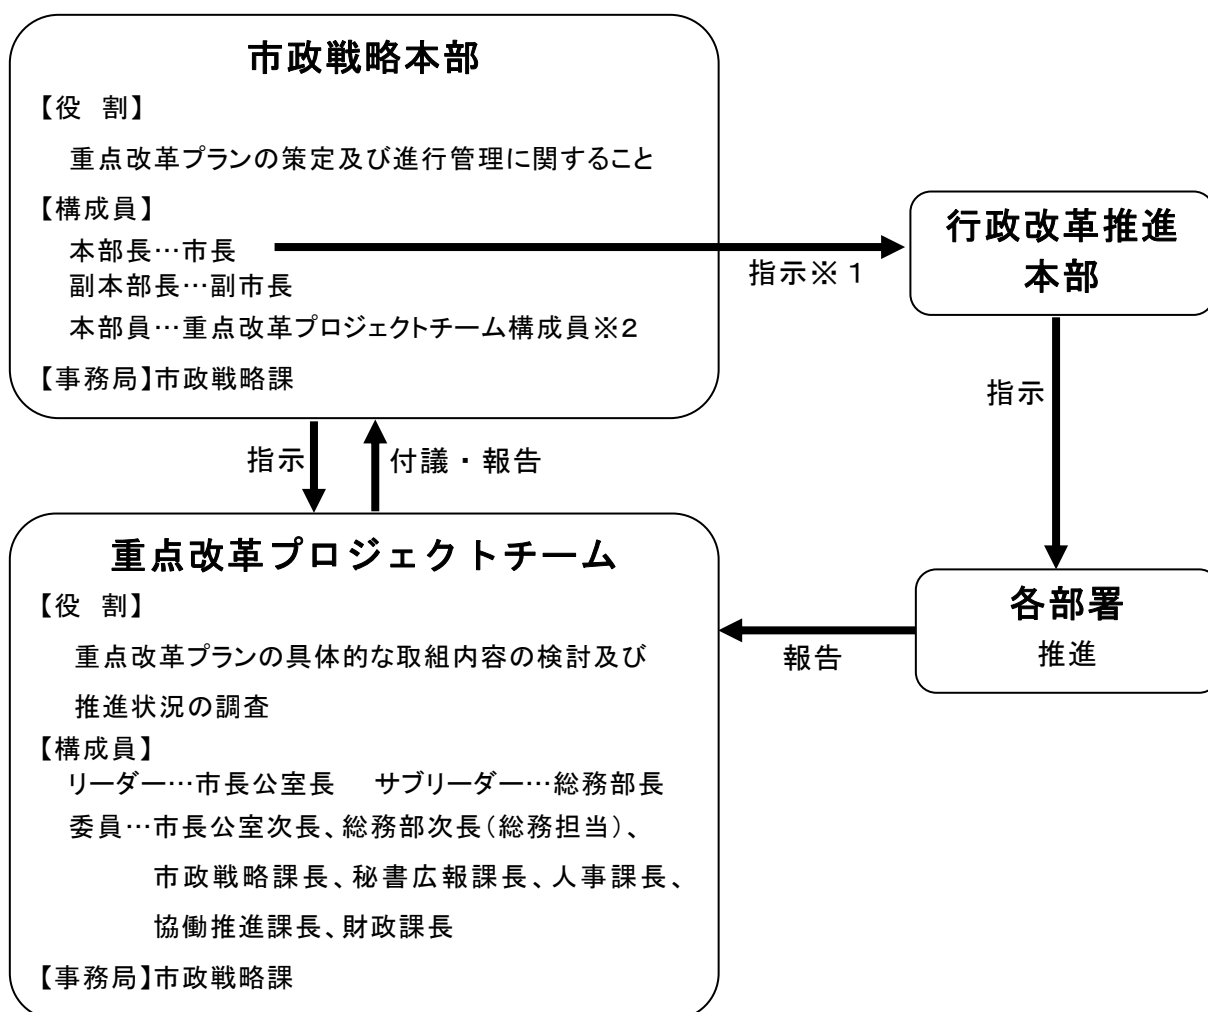 市政戦略本部
【役 割】
重点改革プランの策定及び進行管理に関すること
【構成員】
本部長…市長
副本部長…副市長
本部員…重点改革プロジェクトチーム構成員※2
【事務局】市政戦略課
指示※1
行政改革推進
本部
指示
指示
付議・報告
重点改革プロジェクトチーム
【役 割】
重点改革プランの具体的な取組内容の検討及び
推進状況の調査
【構成員】
リーダー…市長公室長 サブリーダー…総務部長
委員…市長公室次長、総務部次長(総務担当)、
市政戦略課長、秘書広報課長、人事課長、
協働推進課長、財政課長
【事務局】市政戦略課
報告
各部署
推進